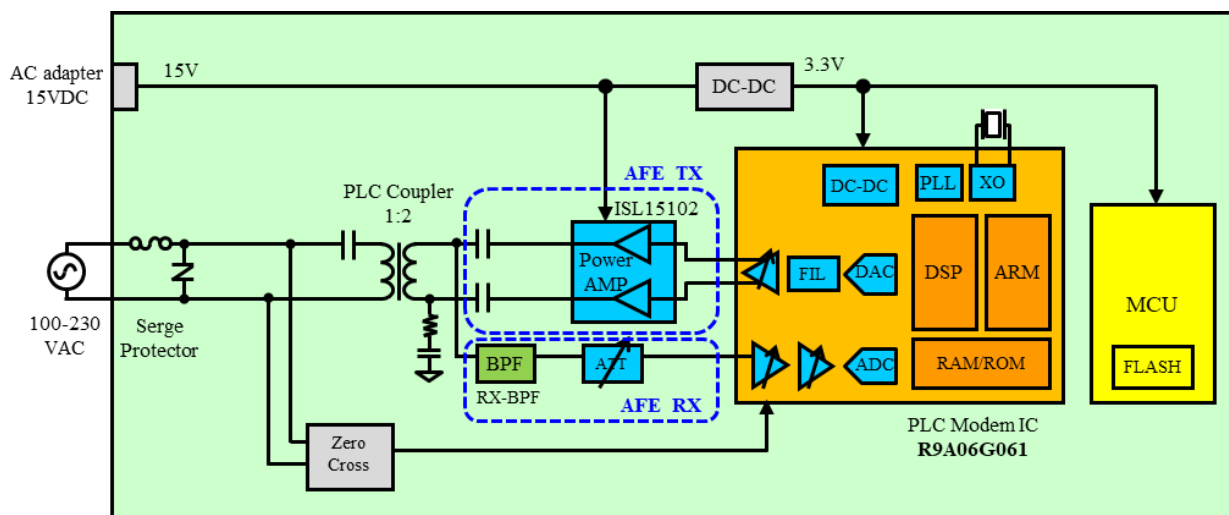 AC adapter
15VDC
15V
DC-DC
3.3V
AFE TX
PLC Coupler
1:2
ISL15102
Power
AMP
DC-DC
PLL
XO
FIL
DAC
DSP
ARM
MCU
FLASH
100-230
VAC
Serge
Protector
BPF
RX-BPF
ATT
AFE RX
ADC
RAM/ROM
PLC Modem IC
R9A06G061
Zero
Cross